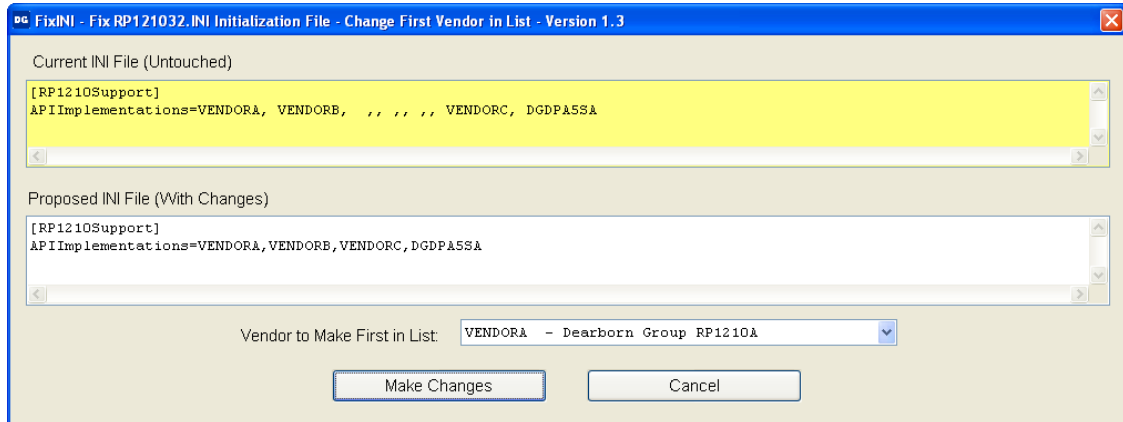 DG FixINI - Fix RP121032.INI Initialization File - Change First Vendor in List - Version 1.3
Current INI File (Untouched)
[RP1210Support]
APIImplementations=VENDORA, VENDORB,  ,, ,, ,, VENDORC, DGDPA5SA
Proposed INI File (With Changes)
[RP1210Support]
APIImplementations=VENDORA,VENDORB,VENDORC,DGDPA5SA
Vendor to Make First in List: VENDORA - Dearborn Group RP1210A
Make Changes Cancel